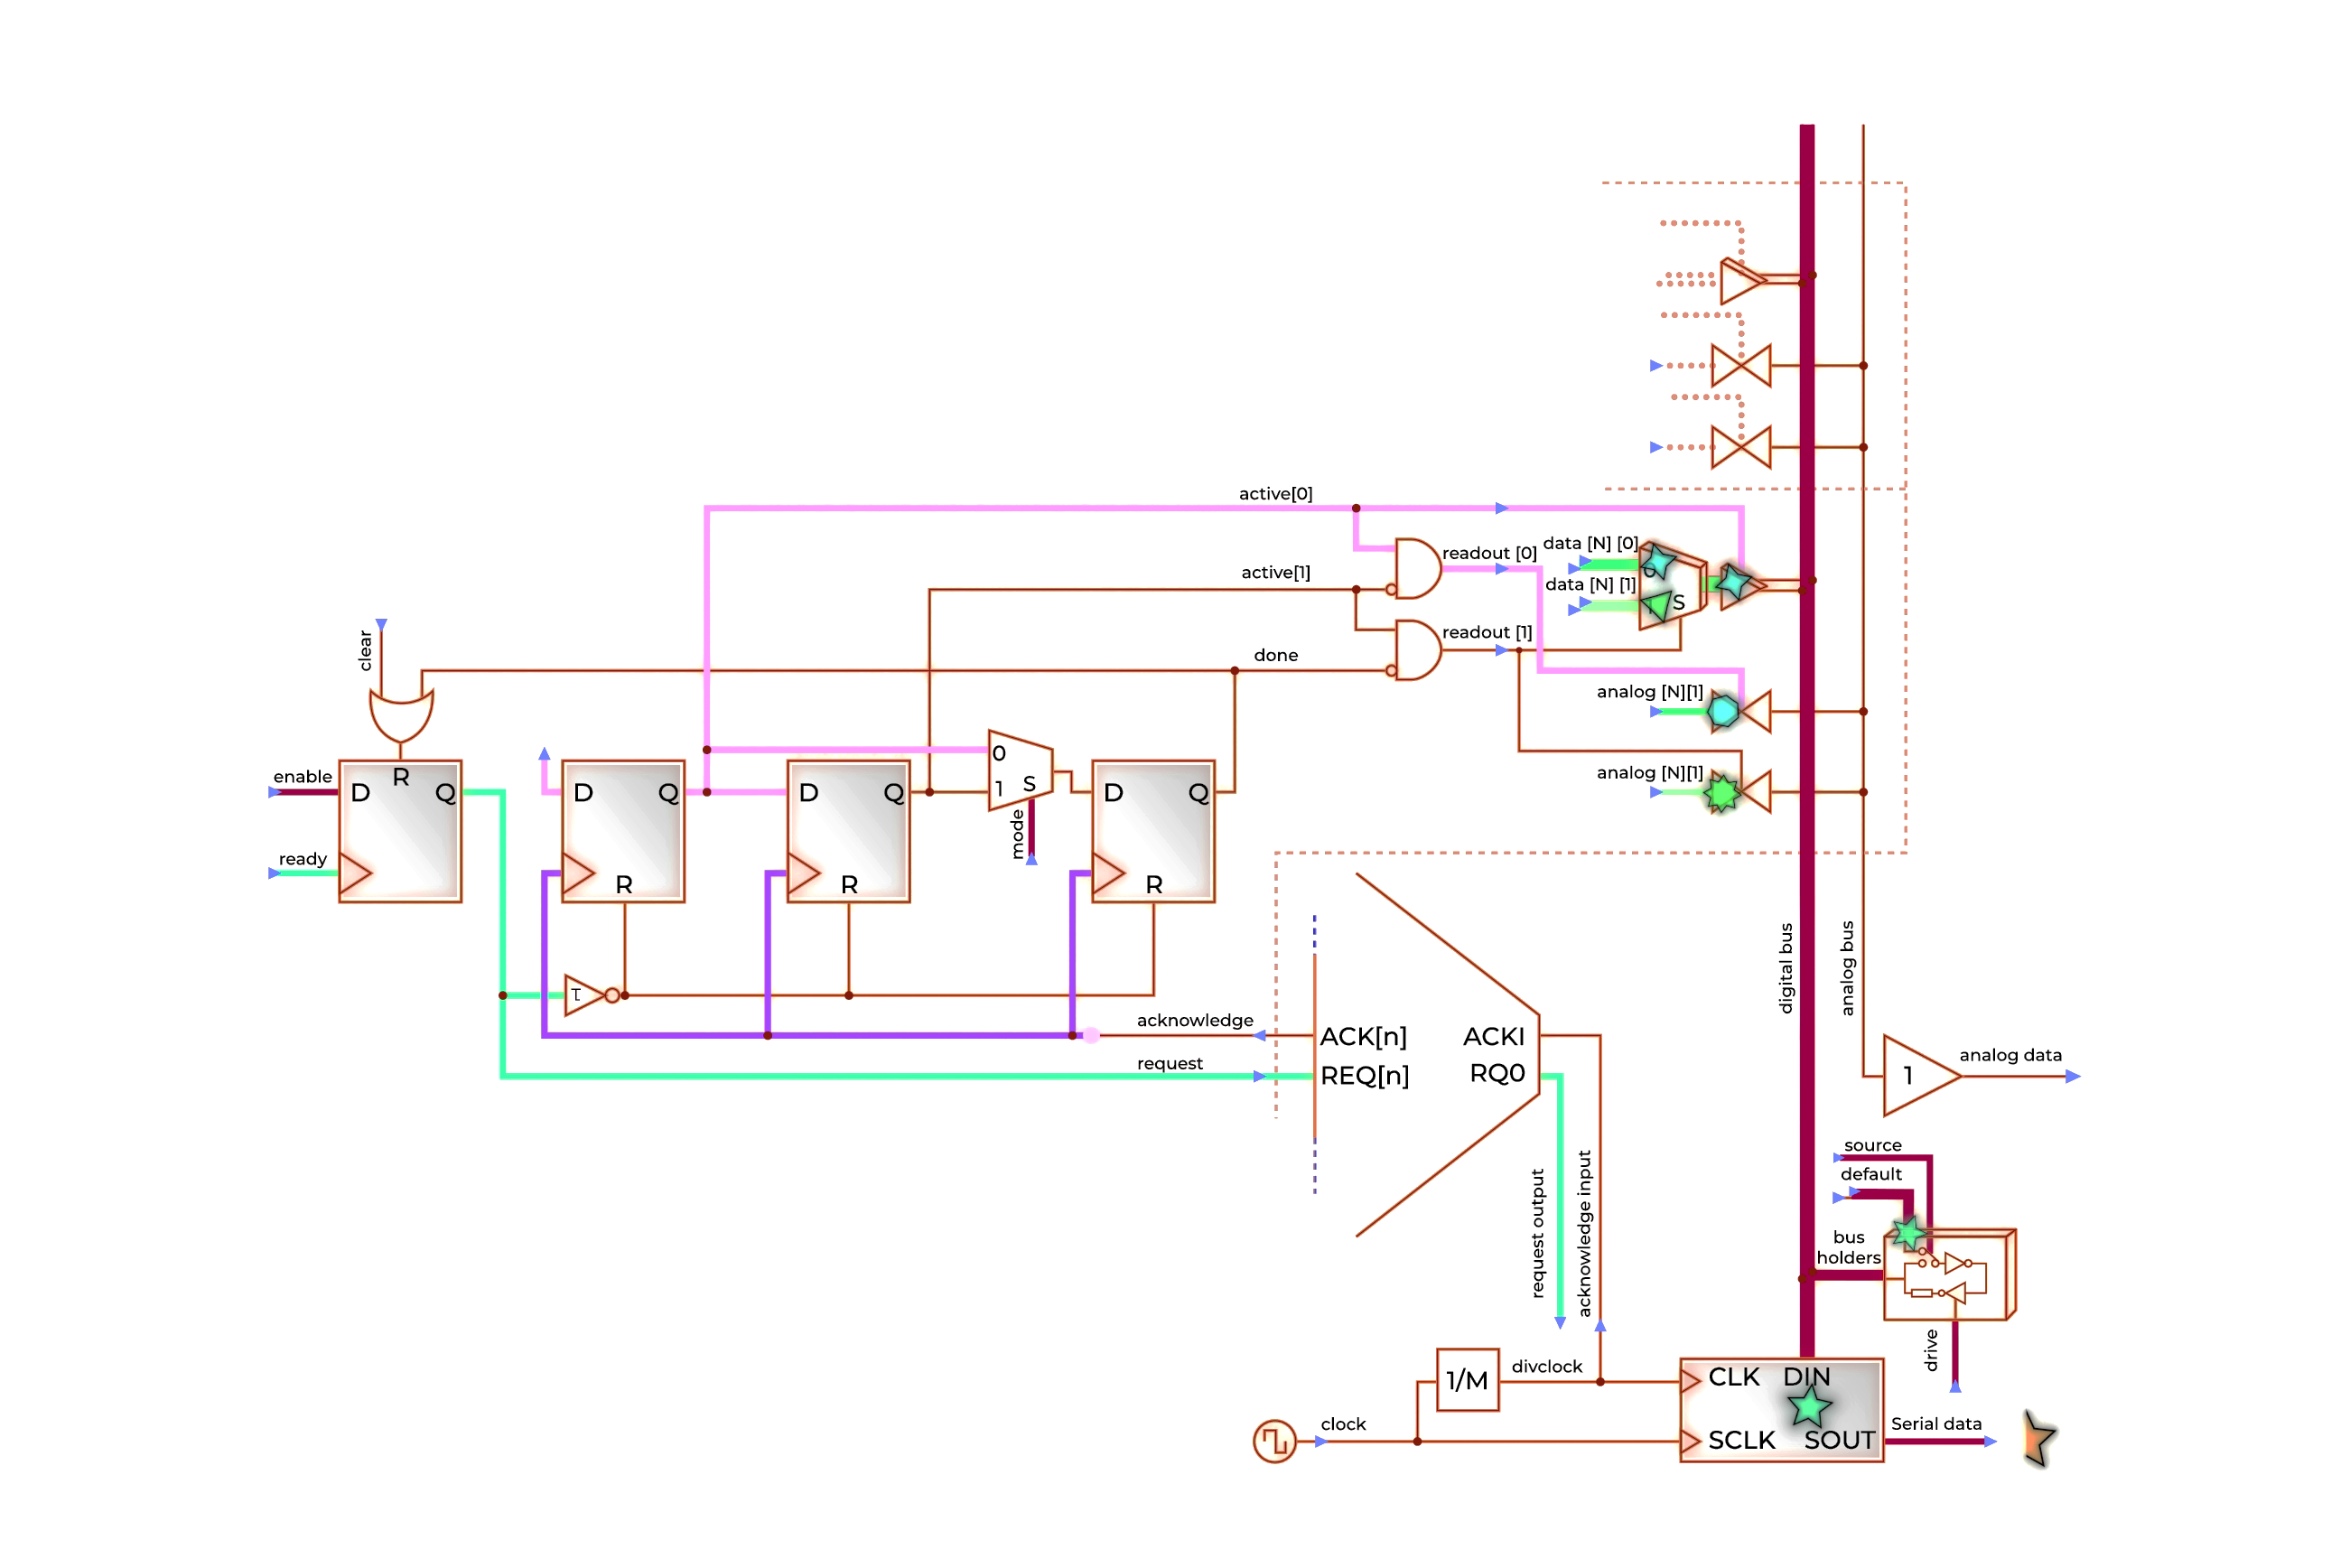 active[0]
readout [0]
data [N] [0]
active[1]
data [N] [1]
S
readout [1]
clear
done
analog [N][1]
enable
D
R
Q
D
Q
D
Q
0
1
S
D
Q
analog [N][1]
mode
ready
R
R
R
digital bus
analog bus
T
acknowledge
ACK[n]
ACKI
request
REQ[n]
RQ0
1
analog data
source
default
request output
acknowledge input
bus
holders
drive
1/M
divclock
CLK
DIN
clock
SCLK
SOUT
Serial data